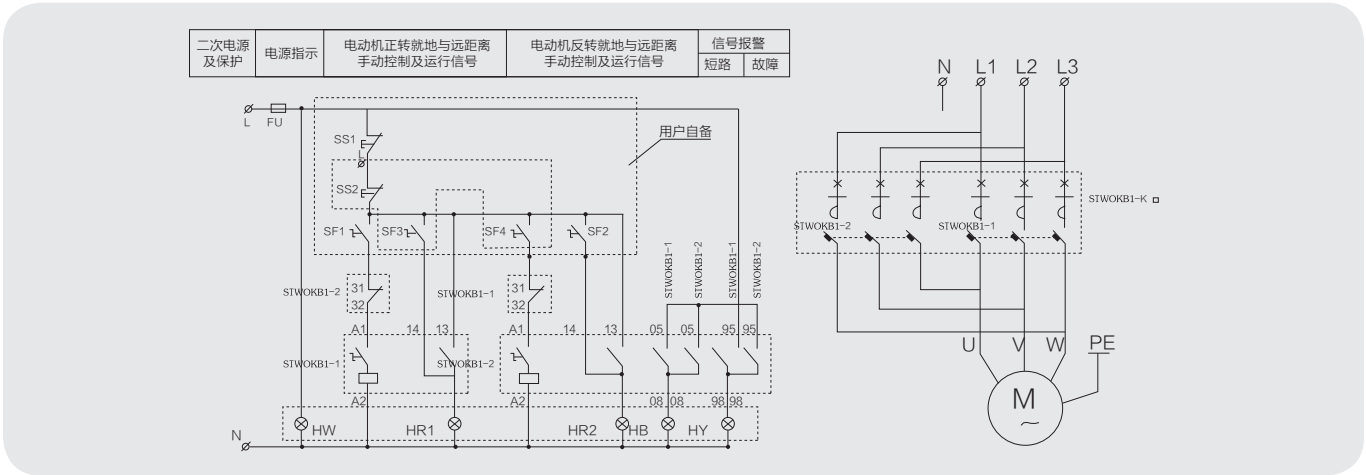 二次电源
及保护
电源指示
电动机正转就地与远距离
手动控制及运行信号
电动机反转就地与远距离
手动控制及运行信号
信号报警
短路
故障
L
FU
SS1
L
SS2
用户自备
SF1
SF3
SF4
SF2
STWOKB1-1
STWOKB1-2
STWOKB1-1
STWOKB1-2
STWOKB1-2
31
32
STWOKB1-1
31
32
A1
14
13
A1
14
13
05
05
95
95
STWOKB1-1
STWOKB1-2
A2
A2
08
08
98
98
HW
HR1
HR2
HB
HY
N
N
L1
L2
L3
STWOKB1-K
STWOKB1-2
STWOKB1-1
U
V
W
PE
M
~